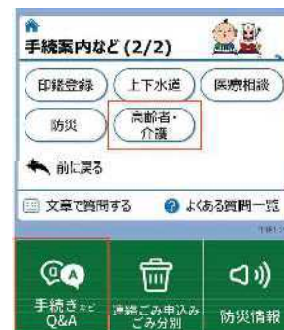 手続案内など(2/2)
印鑑登録
上下水道
医療相談
防災
高齢者・
介護
前に戻る
文章で質問する
よくある質問一覧
手続きなど
Q&A
粗大ごみ申込み
ごみ分別
防災情報